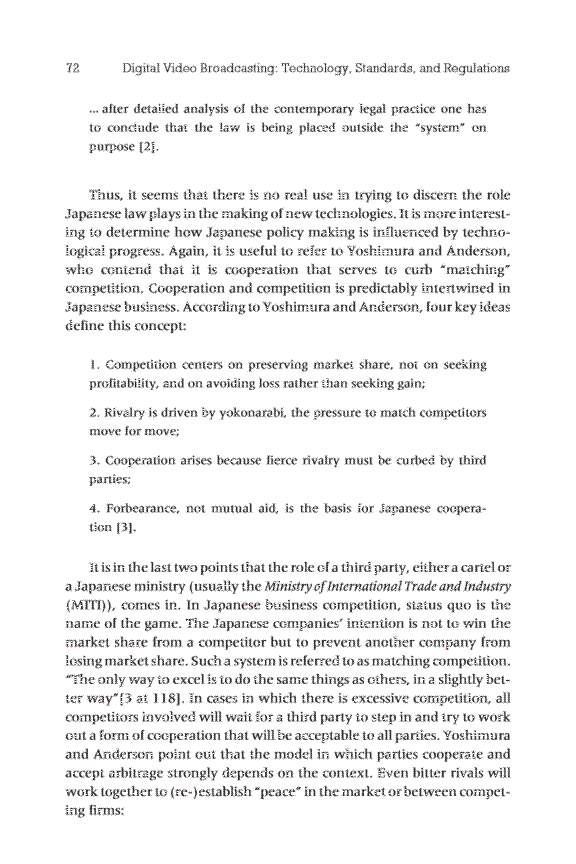 72 Digital Video Broadcasting: Technology, Standards, and Regulations
... after detailed analysis of the contemporary legal practice one has
to conclude that the law is being placed outside the "system" on
purpose [2].
Thus, it seems that there is no real use in trying to discern the role
Japanese law plays in the making of new technologies. It is more interest-
ing to determine how Japanese policy making is influenced by techno-
logical progress. Again, it is useful to refer to Yoshimura and Anderson,
who contend that it is cooperation that serves to curb "matching"
competition. Cooperation and competition is predictably intertwined in
Japanese business. According to Yoshimura and Anderson, four key ideas
define this concept:
1. Competition centers on preserving market share, not on seeking
profitability, and on avoiding loss rather than seeking gain;
2. Rivalry is driven by yokonarabi, the pressure to match competitors
move for move;
3. Cooperation arises because fierce rivalry must be curbed by third
parties;
4. Forbearance, not mutual aid, is the basis for Japanese coopera-
tion [3].
It is in the last two points that the role of a third party, either a cartel or
a Japanese ministry (usually the Ministry of International Trade and Industry
(MITI)), comes in. In Japanese business competition, status quo is the
name of the game. The Japanese companies' intention is not to win the
market share from a competitor but to prevent another company from
losing market share. Such a system is referred to as matching competition.
"The only way to excel is to do the same things as others, in a slightly bet-
ter way"[3 at 118]. In cases in which there is excessive competition, all
competitors involved will wait for a third party to step in and try to work
out a form of cooperation that will be acceptable to all parties. Yoshimura
and Anderson point out that the model in which parties cooperate and
accept arbitrage strongly depends on the context. Even bitter rivals will
work together to (re-)establish "peace" in the market or between compet-
ing firms: